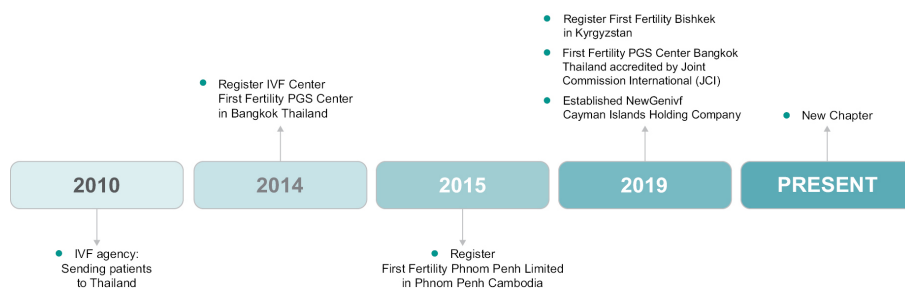 Register First Fertility Bishkek
in Kyrgyzstan
First Fertility PGS Center Bangkok
Thailand accredited by Joint
Commission International (JCI)
Established NewGenivf
Cayman Islands Holding Company
Register IVF Center
First Fertility PGS Center
in Bangkok Thailand
New Chapter
2010
2014
2015
2019
PRESENT
IVF agency:
Sending patients
to Thailand
Register
First Fertility Phnom Penh Limited
in Phnom Penh Cambodia